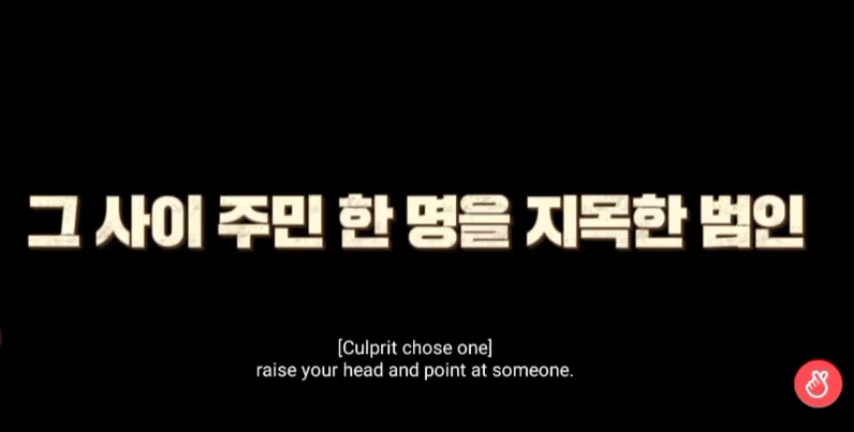 그 사이 주민 한 명을 지목한 범인
[Culprit chose one]
raise your head and point at someone.